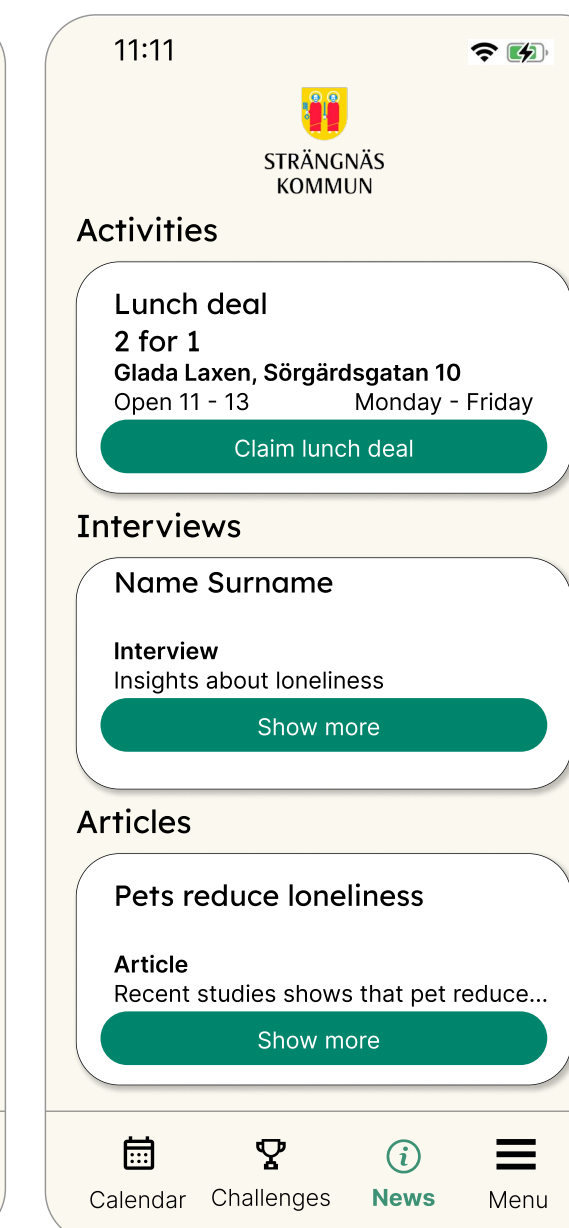 11:11
STRÄNGNÄS
KOMMUN
Activities
Lunch deal
2 for 1
Glada Laxen, Sörgärdsgatan 10
Open 11 - 13 Monday - Friday
Claim lunch deal
Interviews
Name Surname
Interview
Insights about loneliness
Show more
Articles
Pets reduce loneliness
Article
Recent studies shows that pet reduce...
Show more
Calendar Challenges News Menu